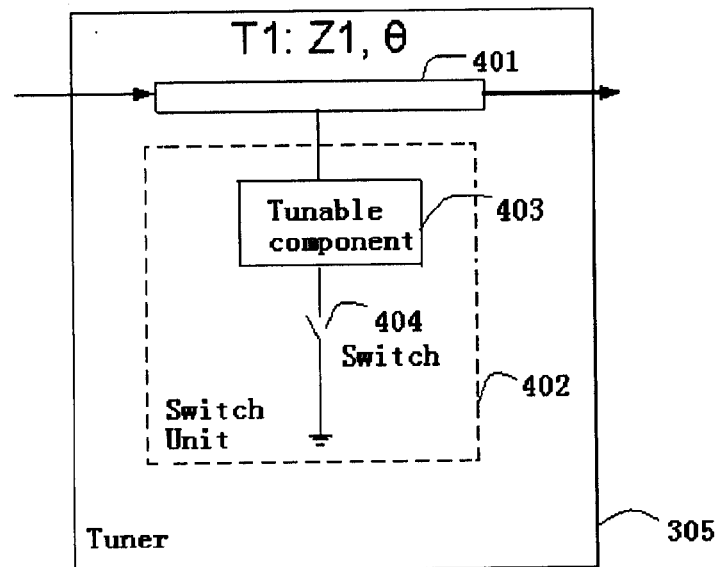 T1: Z1, θ
401
Tunable
component
403
404
Switch
402
Switch
Unit
305
Tuner